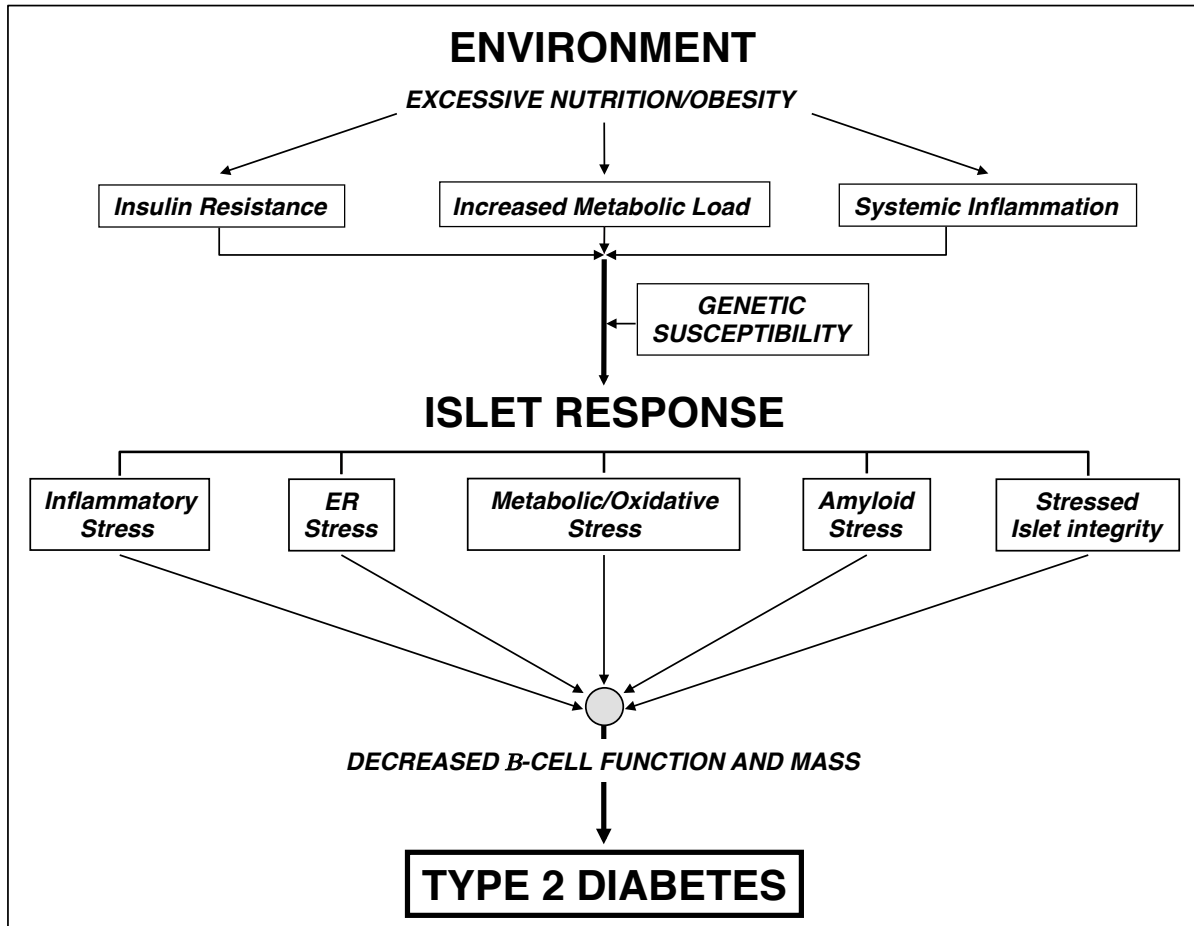 ENVIRONMENT
EXCESSIVE NUTRITION/OBESITY
Insulin Resistance
Increased Metabolic Load
Systemic Inflammation
GENETIC
SUSCEPTIBILITY
ISLET RESPONSE
Inflammatory
Stress
ER
Stress
Metabolic/Oxidative
Stress
Amyloid
Stress
Stressed
Islet integrity
DECREASED B-CELL FUNCTION AND MASS
TYPE 2 DIABETES